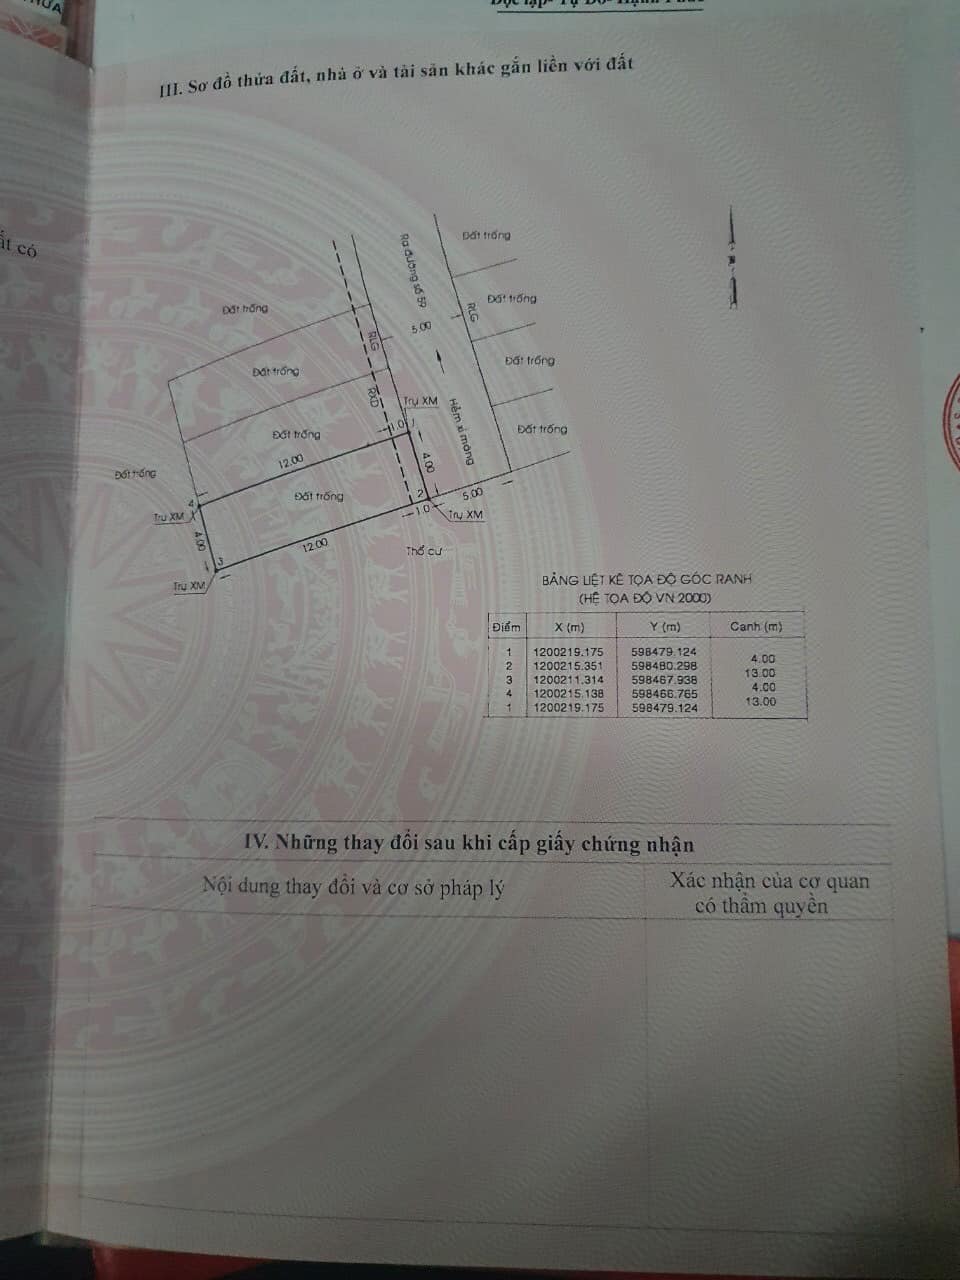 III. Sơ đồ thửa đất, nhà ở và tài sản khác gắn liền với đất
ất có
Đất trống
Ra đường số 59
Đất trống
RLG
Đất trống
5.00
RLG
Đất trống
Đất trống
RXD
Trụ XM
Hẻm xi măng
Đất trống
1.0
1
Đất trống
12.00
4.00
Đất trống
Đất trống
4
2
5.00
1.0
Trụ XM
Trụ XM
4.00
12.00
Thổ cư
3
Trụ XM
BẢNG LIỆT KÊ TỌA ĐỘ GÓC RANH
(HỆ TỌA ĐỘ VN 2000)
Điểm X (m) Y (m) Cạnh (m)
1 1200219.175 598479.124
4.00
2 1200215.351 598480.298
13.00
3 1200211.314 598467.938
4.00
4 1200215.138 598466.765
13.00
1 1200219.175 598479.124
IV. Những thay đổi sau khi cấp giấy chứng nhận
Nội dung thay đổi và cơ sở pháp lý
Xác nhận của cơ quan
có thẩm quyền